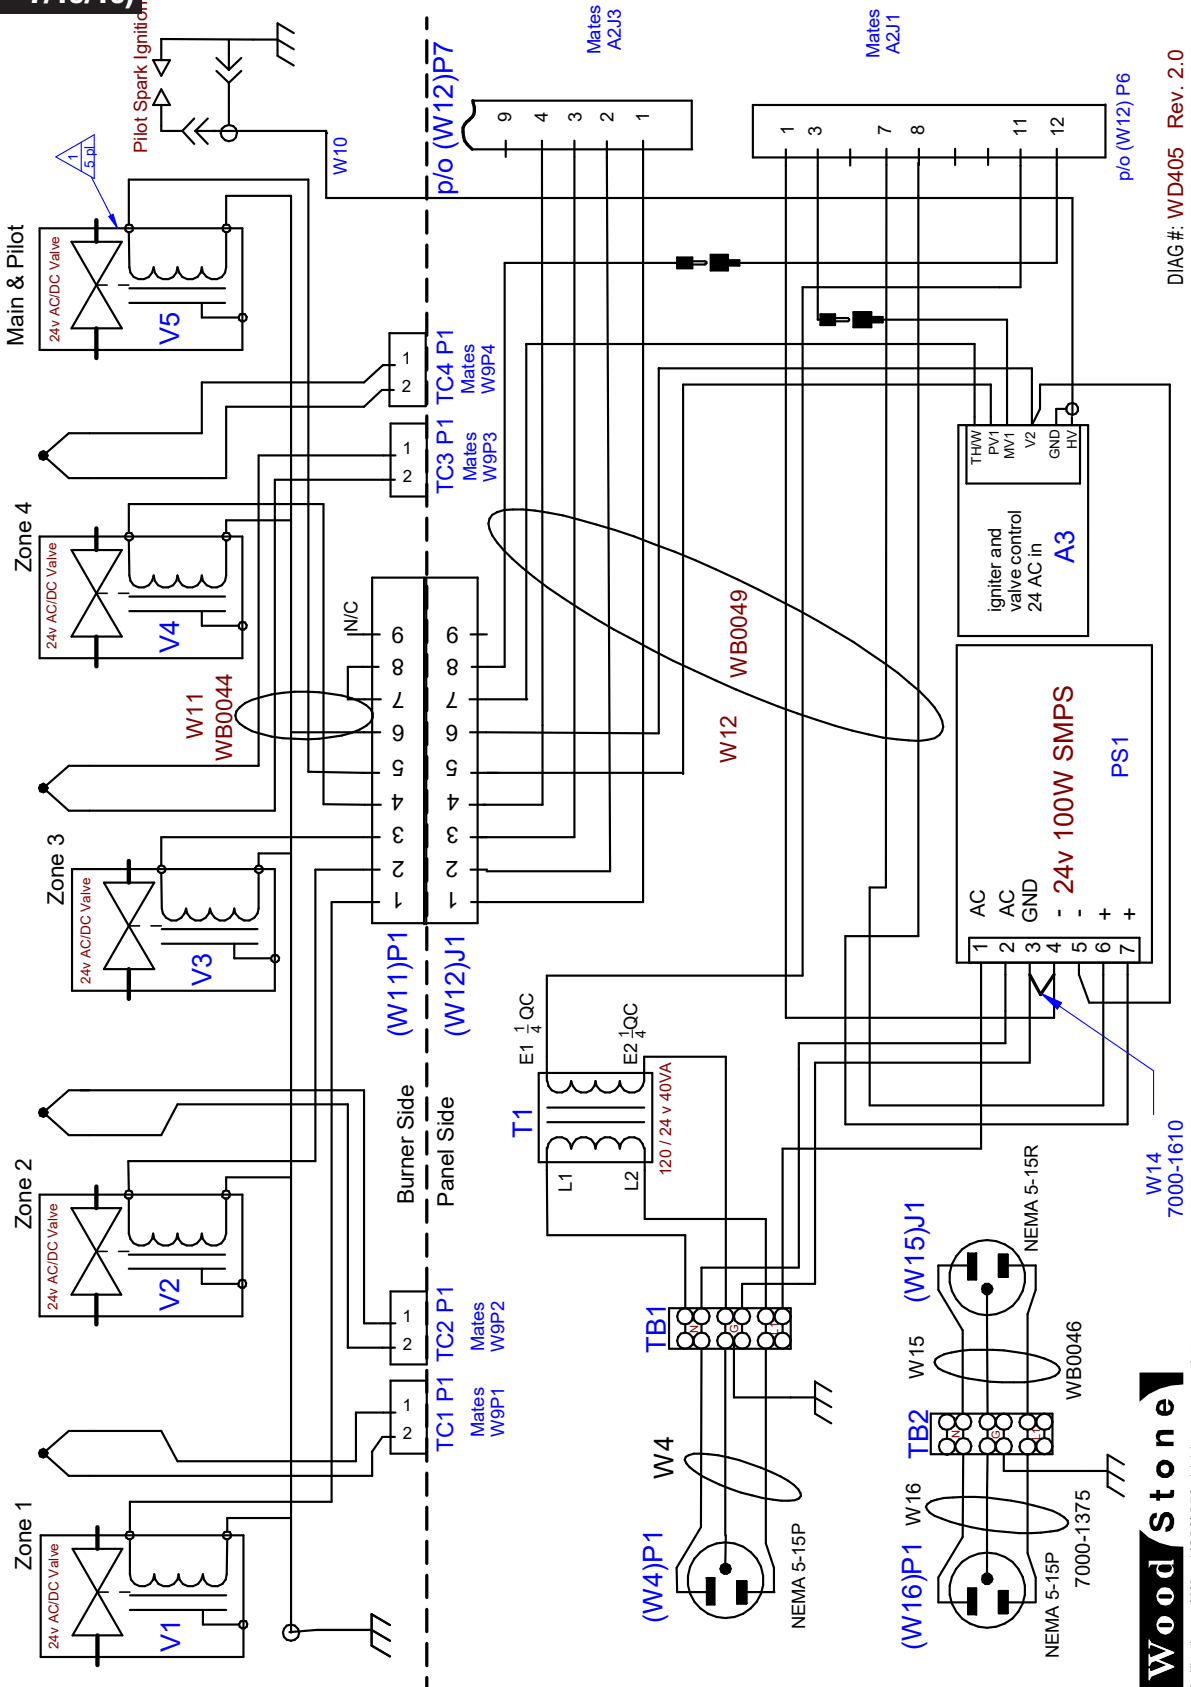 Pilot Spark Ignition
W10
1
5 pl
Main & Pilot
24v AC/DC Valve
V5
Zone 4
24v AC/DC Valve
V4
Zone 3
24v AC/DC Valve
V3
Zone 2
24v AC/DC Valve
V2
Zone 1
24v AC/DC Valve
V1
W11
WB0044
N/C
1 2 3 4 5 6 7 8 9
(W11)P1
1 2 3 4 5 6 7 8 9
(W12)J1
Burner Side
Panel Side
2 1
TC4 P1
Mates
W9P4
2 1
TC3 P1
Mates
W9P3
2 1
TC2 P1
Mates
W9P2
2 1
TC1 P1
Mates
W9P1
p/o (W12)P7
9
4
3
2
1
Mates
A2J3
Mates
A2J1
1
3
7
8
11
12
p/o (W12) P6
DIAG #: WD405 Rev. 2.0
W12
WB0049
TH/W
PV1
MV1
V2
GND
HV
igniter and
valve control
24 AC in
A3
24v 100W SMPS
PS1
1 AC
2 AC
3 GND
4 -
5 -
6 +
7 +
W14
7000-1610
T1
E1 1/4 QC
E2 1/4 QC
L1
L2
120 / 24 v 40VA
TB1
N
G
L1
W4
(W4)P1
NEMA 5-15P
(W15)J1
NEMA 5-15R
W15
WB0046
TB2
N
G
L1
W16
(W16)P1
NEMA 5-15P
7000-1375
Wood Stone